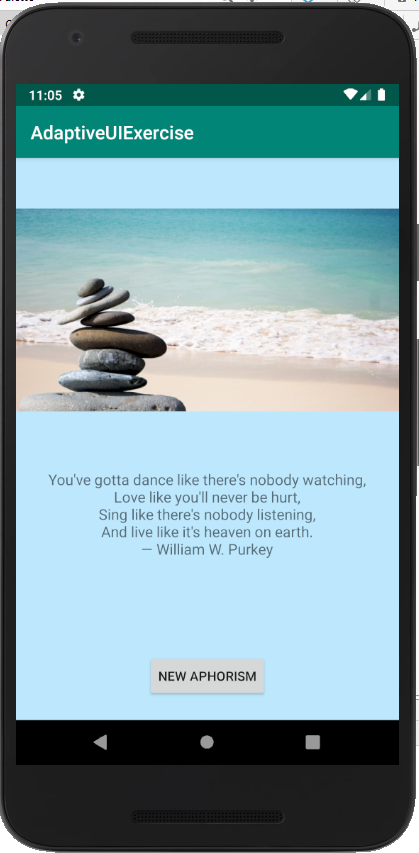 11:05
AdaptiveUIExercise
You've gotta dance like there's nobody watching,
Love like you'll never be hurt,
Sing like there's nobody listening,
And live like it's heaven on earth.
— William W. Purkey
NEW APHORISM